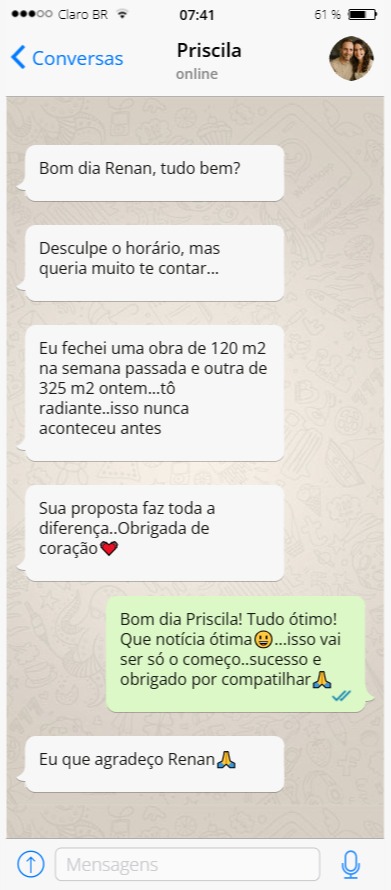 Claro BR 07:41 61 %
Conversas Priscila
online
Bom dia Renan, tudo bem?
Desculpe o horário, mas
queria muito te contar...
Eu fechei uma obra de 120 m2
na semana passada e outra de
325 m2 ontem...tô
radiante..isso nunca
aconteceu antes
Sua proposta faz toda a
diferença..Obrigada de
coração❤️
Bom dia Priscila! Tudo ótimo!
Que notícia ótima😃...isso vai
ser só o começo..sucesso e
obrigado por compatilhar🙏
Eu que agradeço Renan🙏
Mensagens